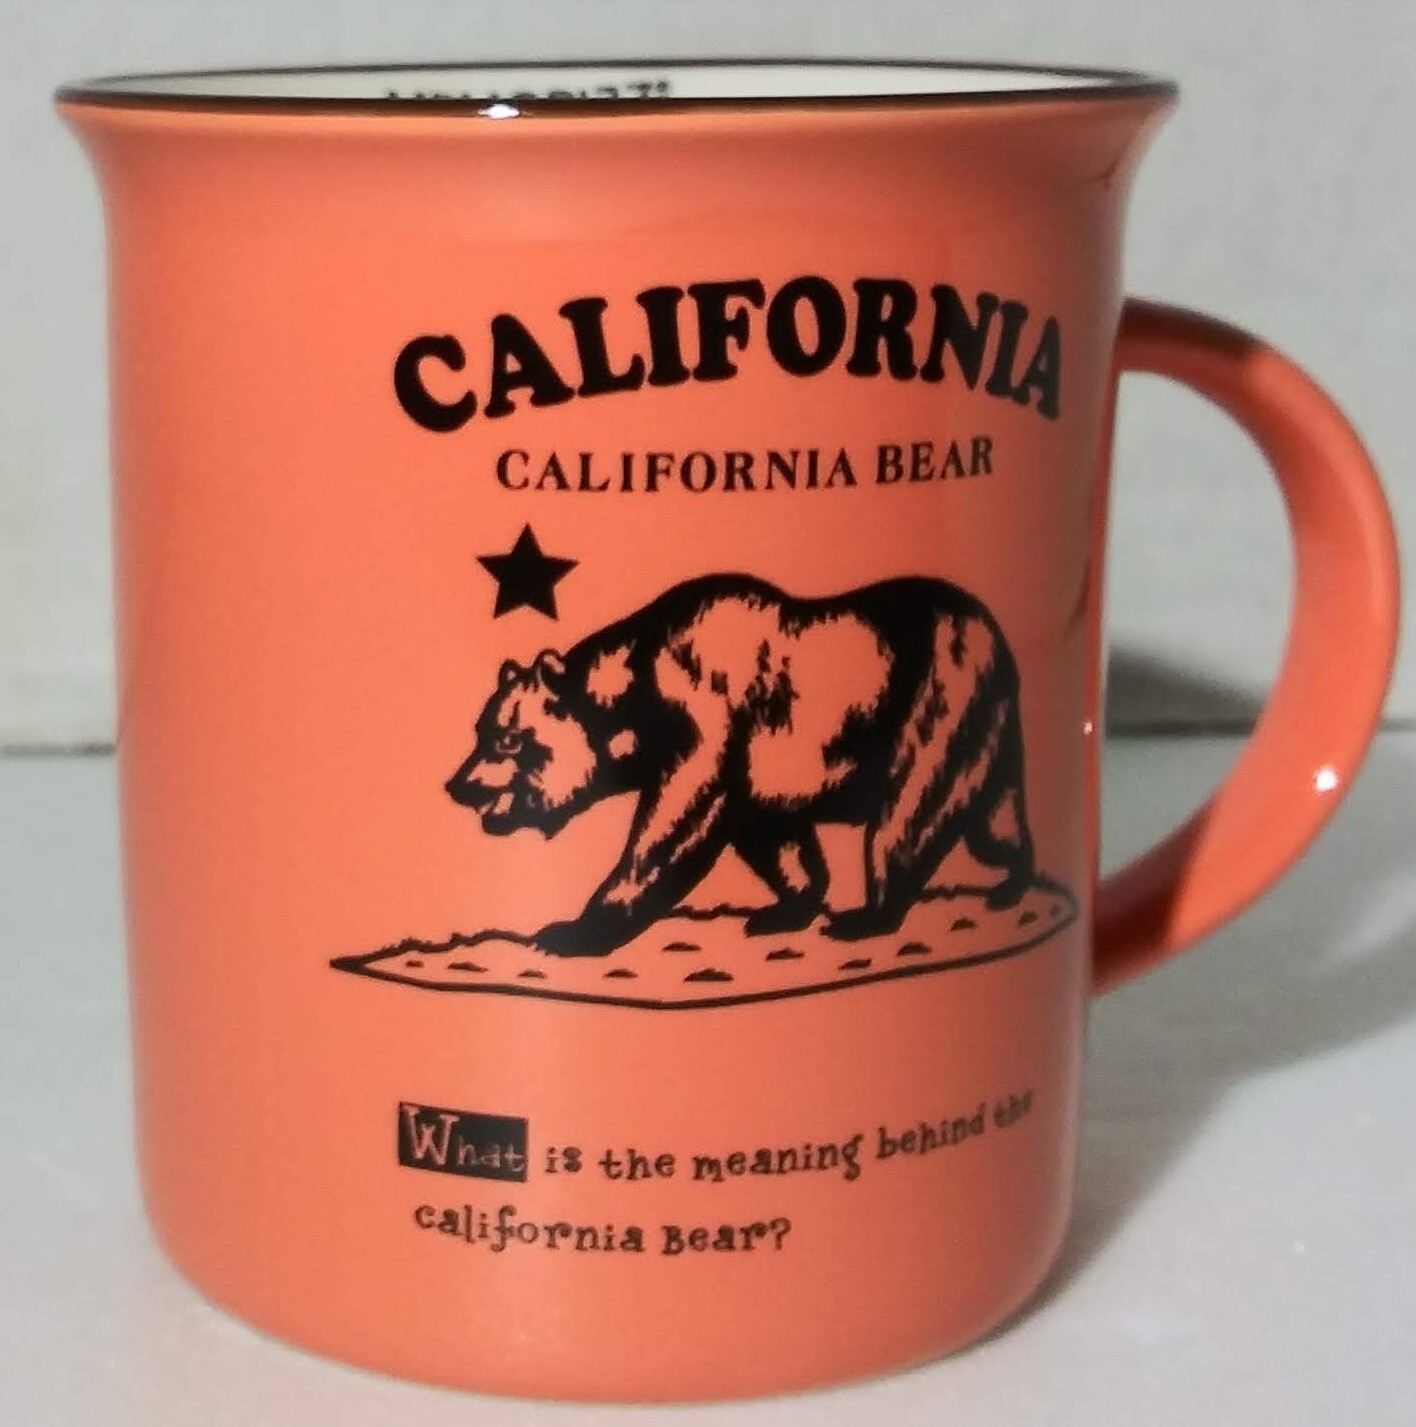 CALIFORNIA
CALIFORNIA BEAR
What is the meaning behind the
california Bear?